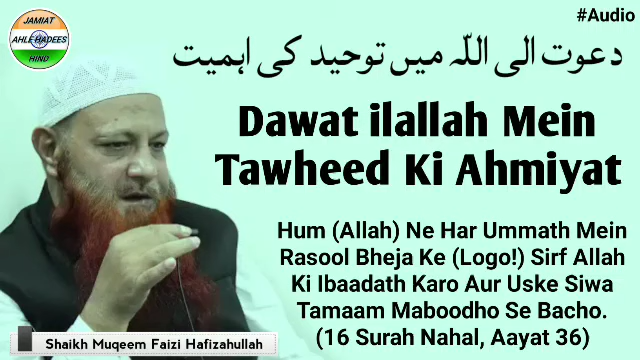 JAMIAT
AHLE HADEES
HIND
#Audio
دعوت الی اللّہ میں توحید کی اہمیت
Dawat ilallah Mein
Tawheed Ki Ahmiyat
Hum (Allah) Ne Har Ummath Mein
Rasool Bheja Ke (Logo!) Sirf Allah
Ki Ibaadath Karo Aur Uske Siwa
Tamaam Maboodho Se Bacho.
(16 Surah Nahal, Aayat 36)
Shaikh Muqeem Faizi Hafizahullah